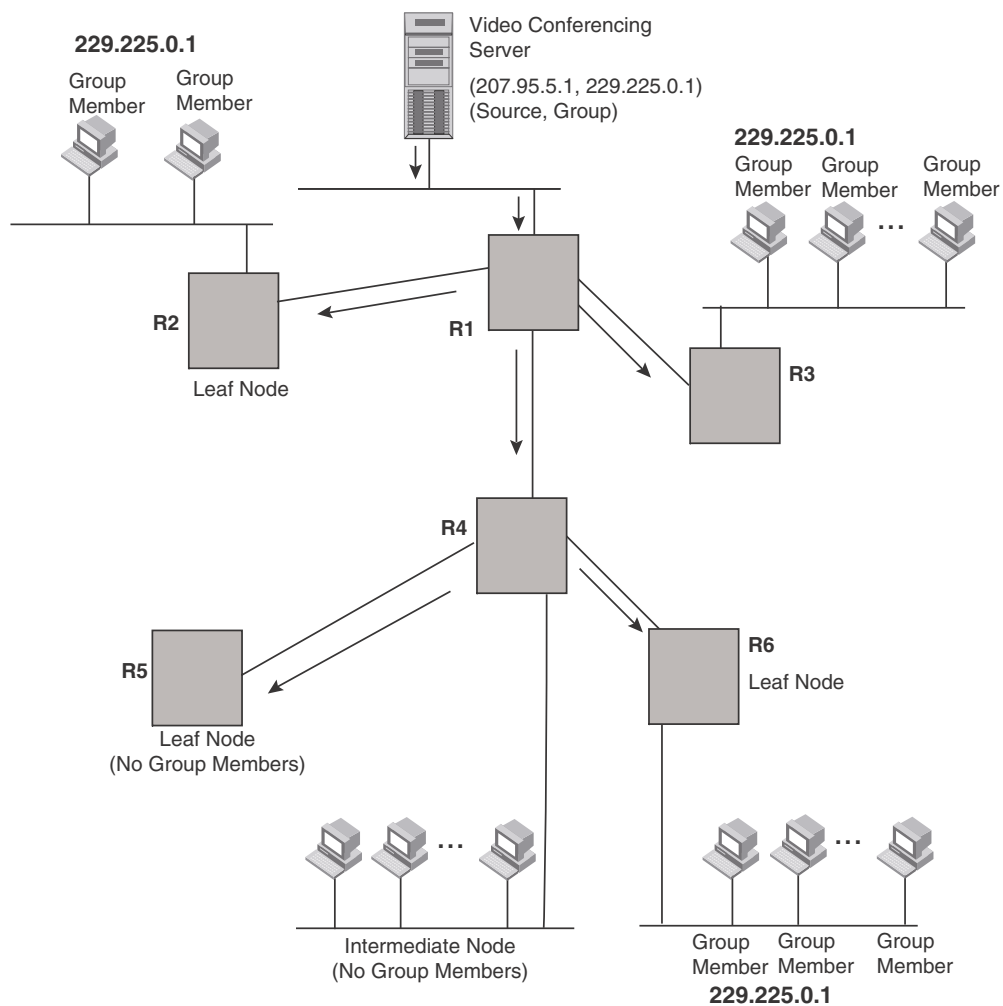 229.225.0.1
Group
Member
Group
Member
Video Conferencing
Server
(207.95.5.1, 229.225.0.1)
(Source, Group)
229.225.0.1
Group
Member
Group
Member
...
Group
Member
R2
Leaf Node
R1
R3
R4
R5
Leaf Node
(No Group Members)
R6
Leaf Node
...
Intermediate Node
(No Group Members)
...
Group
Member
Group
Member
Group
Member
229.225.0.1